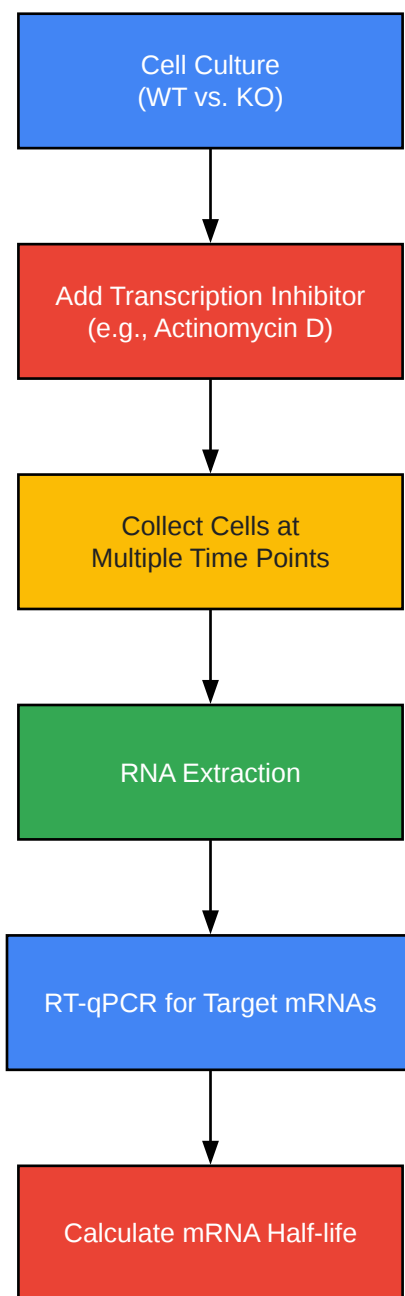 Cell Culture
(WT vs. KO)
Add Transcription Inhibitor
(e.g., Actinomycin D)
Collect Cells at
Multiple Time Points
RNA Extraction
RT-qPCR for Target mRNAs
Calculate mRNA Half-life